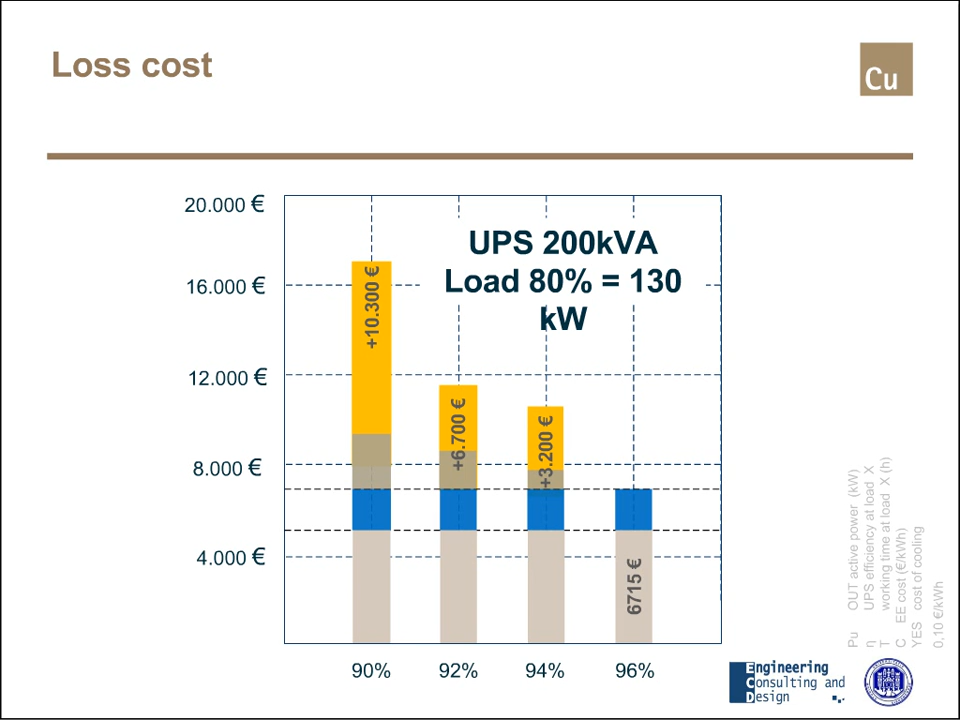 Loss cost
Cu
20.000 €
16.000 €
12.000 €
8.000 €
4.000 €
UPS 200kVA
Load 80% = 130
kW
+10.300 €
+6.700 €
+3.200 €
6715 €
90%
92%
94%
96%
Pu OUT active power (kW)
η UPS efficiency at load X
T working time at load X (h)
C EE cost (€/kWh)
YES cost of cooling
0,10 €/kWh
Engineering
Consulting and
Design